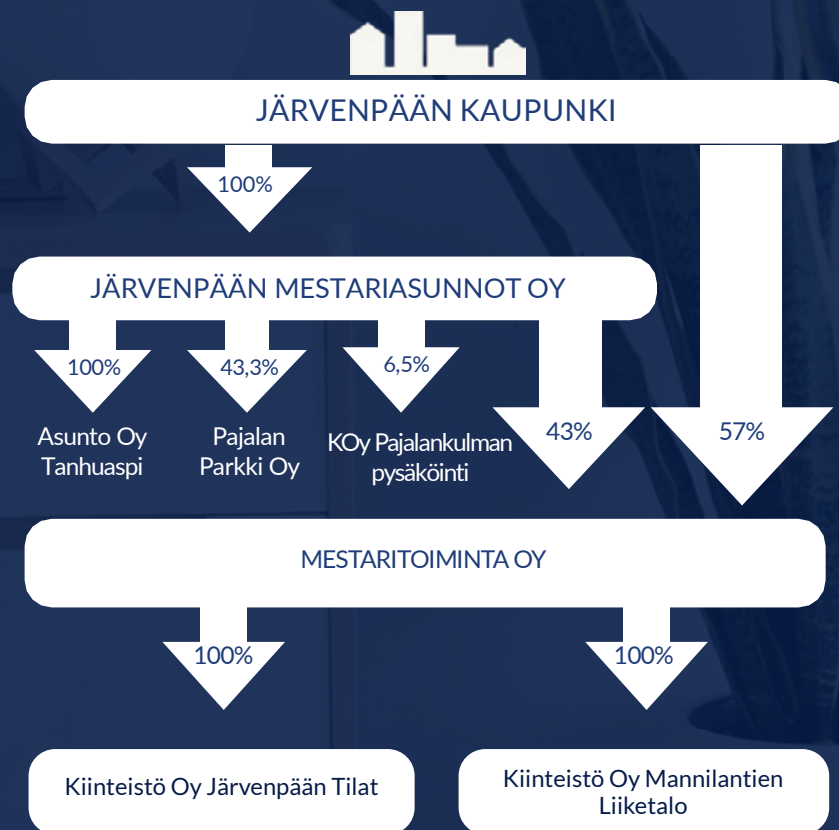 JÄRVENPÄÄN KAUPUNKI
100%
JÄRVENPÄÄN MESTARIASUNNOT OY
100%
43,3%
6,5%
43%
57%
Asunto Oy
Tanhuaspi
Pajalan
Parkki Oy
KOy Pajalankulman
pysäköinti
MESTARITOIMINTA OY
100%
100%
Kiinteistö Oy Järvenpään Tilat
Kiinteistö Oy Mannilantien
Liiketalo